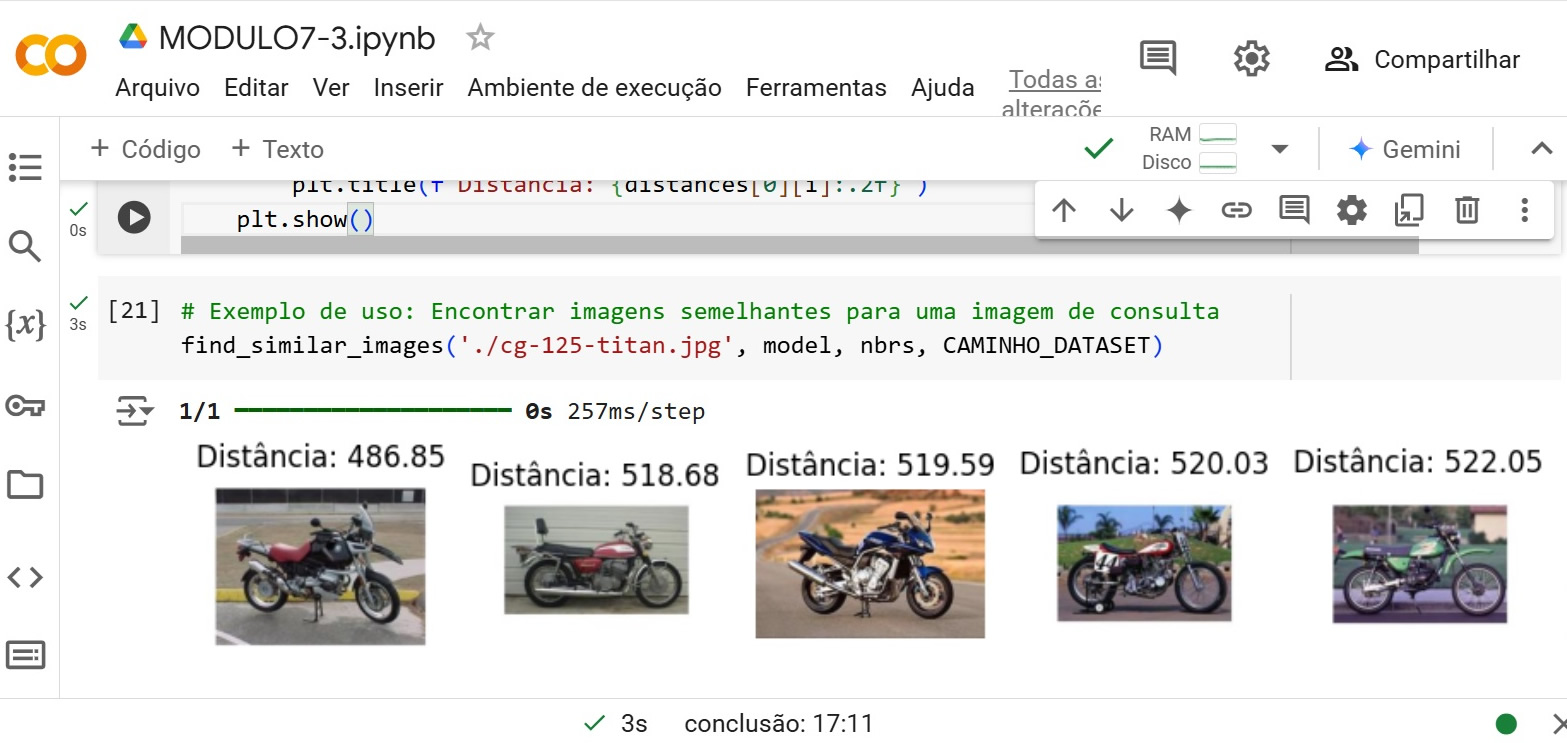 MODULO7-3.ipynb
Arquivo Editar Ver Inserir Ambiente de execução Ferramentas Ajuda
Todas as
alteraçõe
Compartilhar
+ Código + Texto
RAM
Disco
Gemini
plt.title(f"Distância: {distances[0][i]:.2f}")
0s
plt.show()
3s
[21] # Exemplo de uso: Encontrar imagens semelhantes para uma imagem de consulta
find_similar_images('./cg-125-titan.jpg', model, nbrs, CAMINHO_DATASET)
1/1 0s 257ms/step
Distância: 486.85 Distância: 518.68 Distância: 519.59 Distância: 520.03 Distância: 522.05
3s conclusão: 17:11